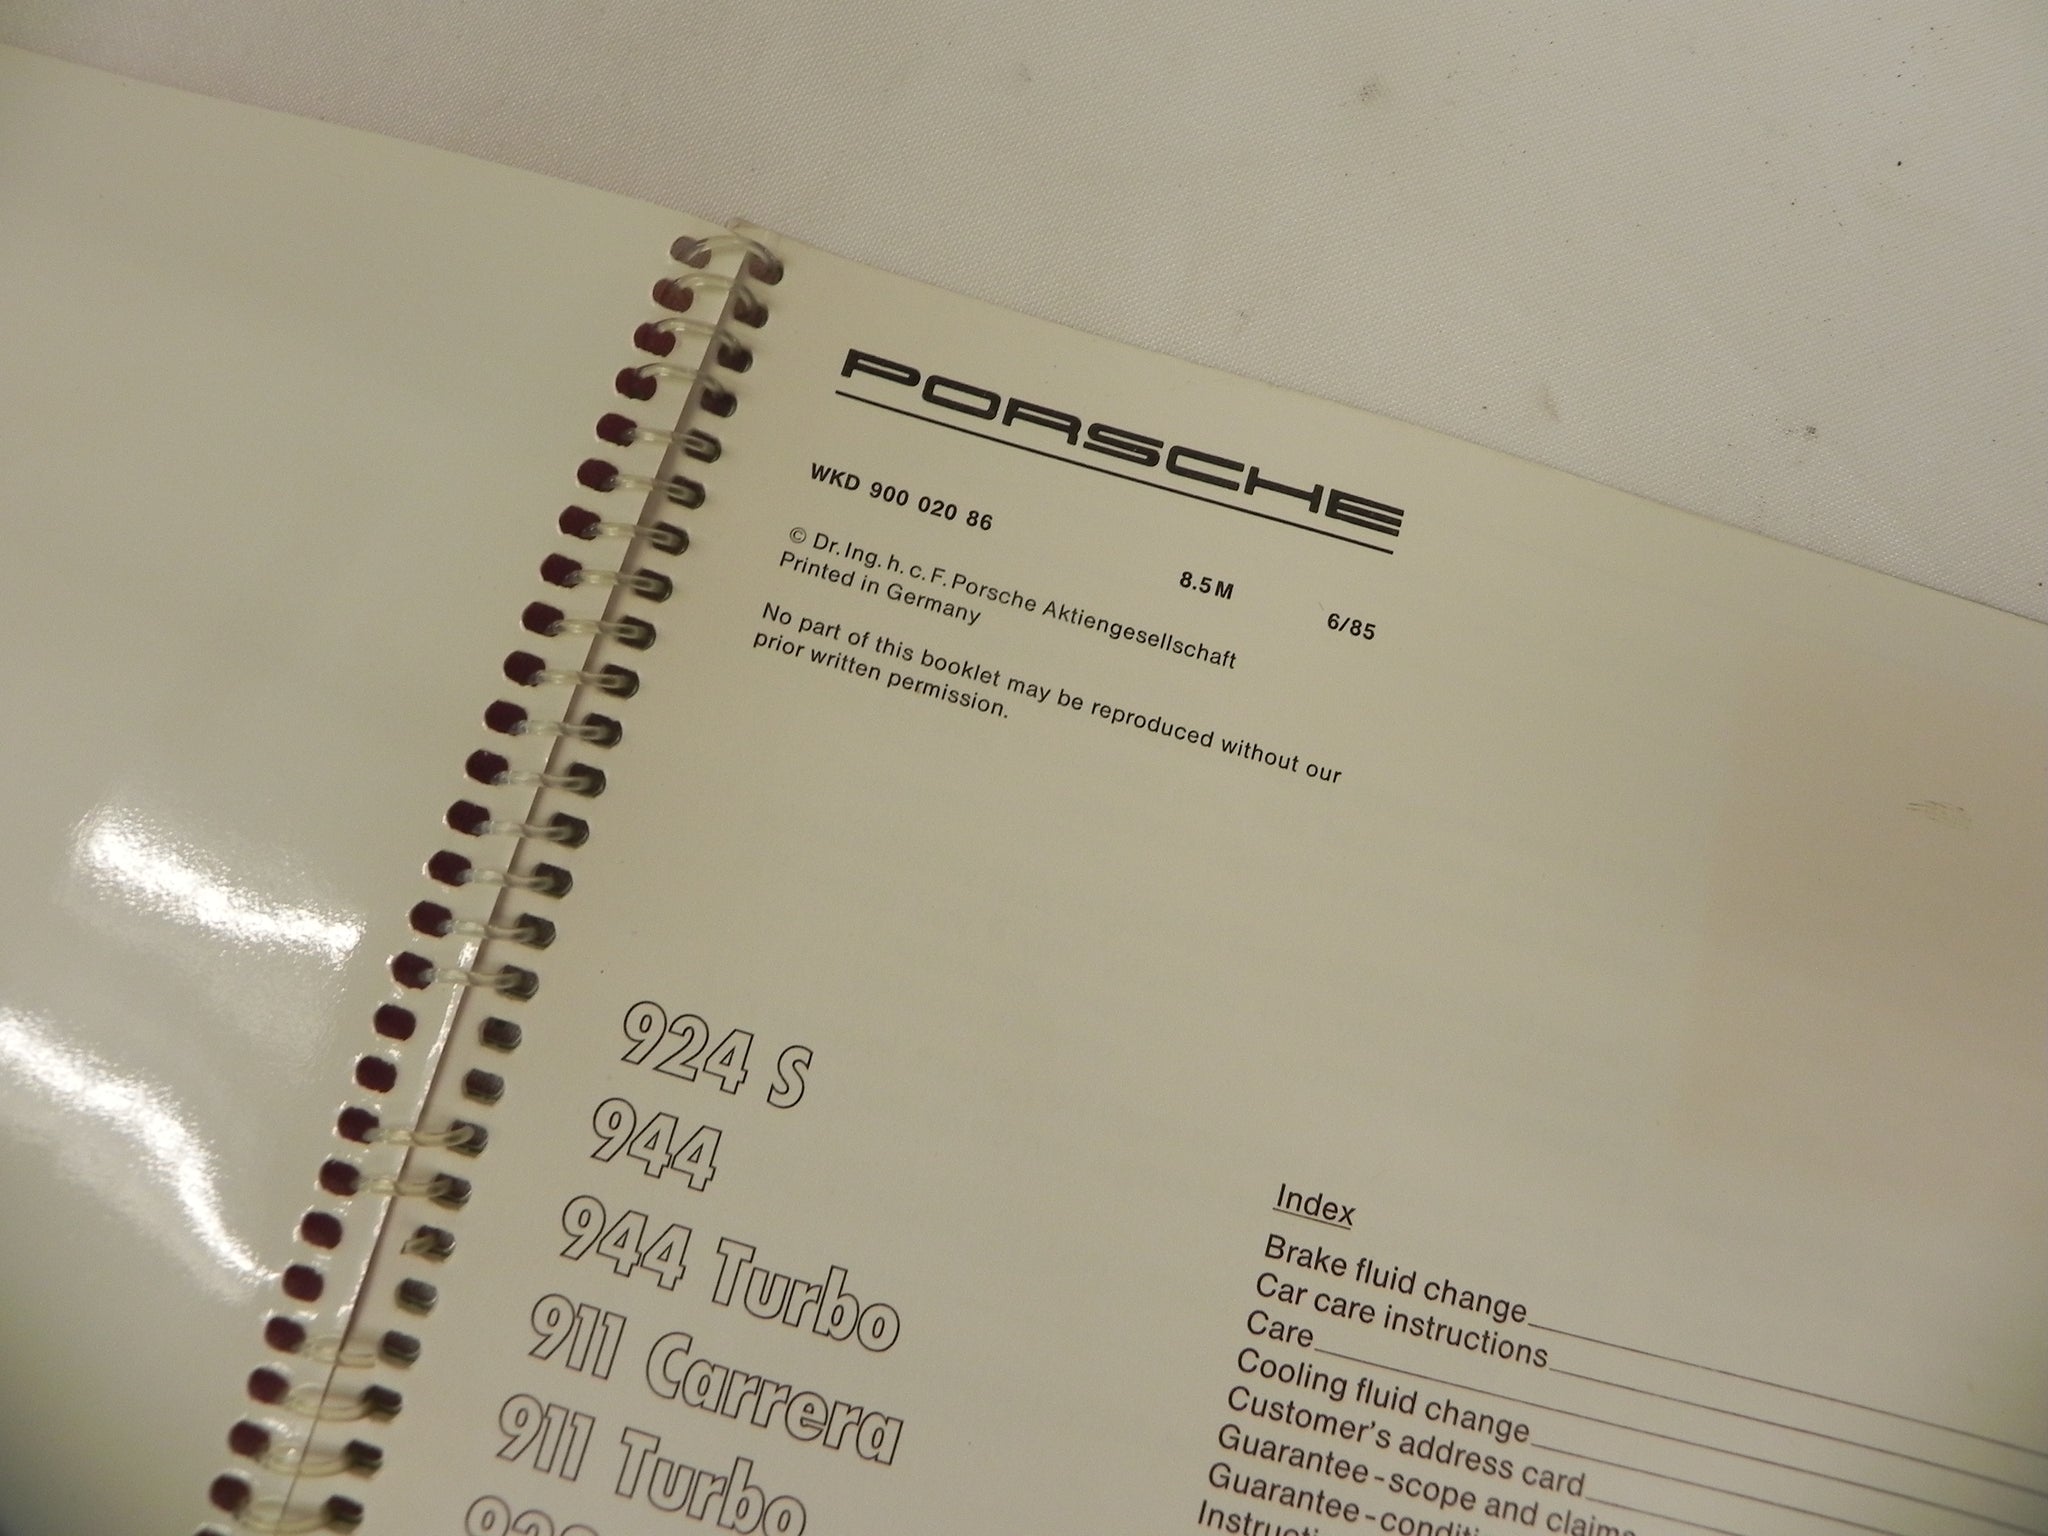 PORSCHE
WKD 900 020 86 8.5M 6/85
© Dr. Ing. h. c. F. Porsche Aktiengesellschaft
Printed in Germany
No part of this booklet may be reproduced without our
prior written permission.
924 S
944
944 Turbo
911 Carrera
911 Turbo
Index
Brake fluid change
Car care instructions
Care
Cooling fluid change
Customer's address card
Guarantee-scope and claims